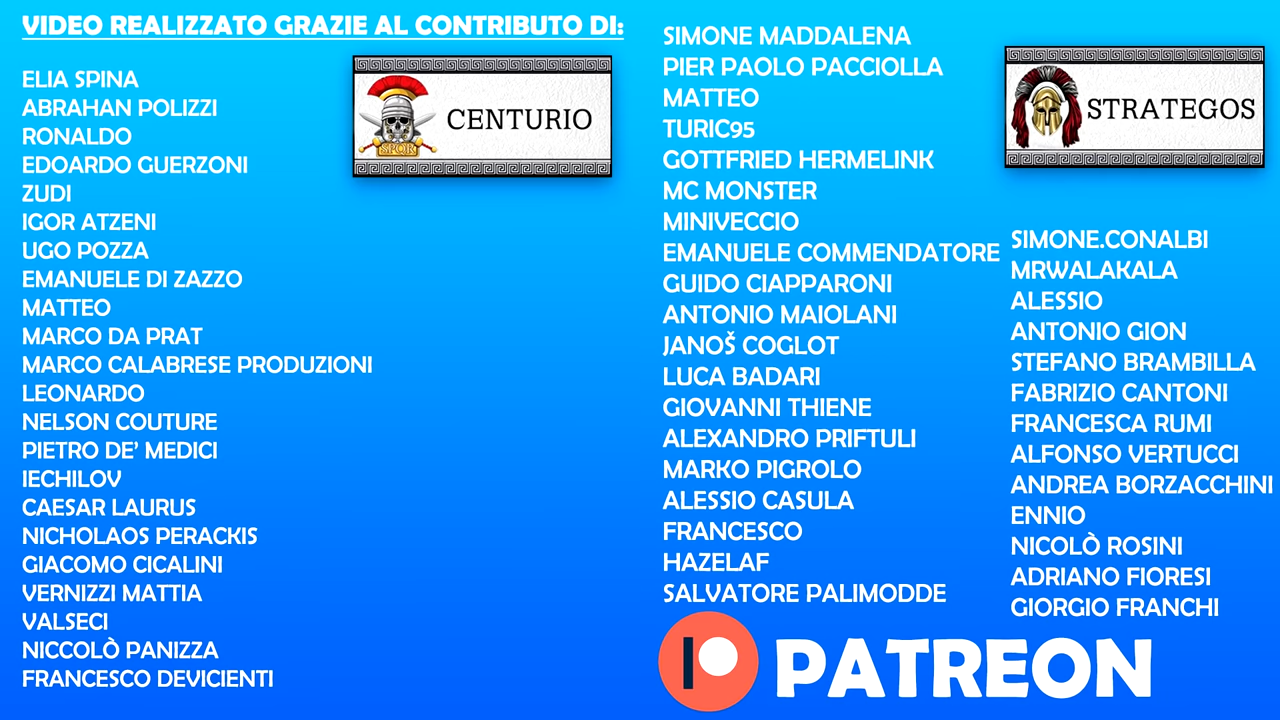 VIDEO REALIZZATO GRAZIE AL CONTRIBUTO DI:
SPQR
CENTURIO
ELIA SPINA
ABRAHAN POLIZZI
RONALDO
EDOARDO GUERZONI
ZUDI
IGOR ATZENI
UGO POZZA
EMANUELE DI ZAZZO
MATTEO
MARCO DA PRAT
MARCO CALABRESE PRODUZIONI
LEONARDO
NELSON COUTURE
PIETRO DE' MEDICI
IECHILOV
CAESAR LAURUS
NICHOLAOS PERACKIS
GIACOMO CICALINI
VERNIZZI MATTIA
VALSECI
NICCOLÒ PANIZZA
FRANCESCO DEVICIENTI
SIMONE MADDALENA
PIER PAOLO PACCIOLLA
MATTEO
TURIC95
GOTTFRIED HERMELINK
MC MONSTER
MINIVECCIO
EMANUELE COMMENDATORE
GUIDO CIAPPARONI
ANTONIO MAIOLANI
JANOŠ COGLOT
LUCA BADARI
GIOVANNI THIENE
ALEXANDRO PRIFTULI
MARKO PIGROLO
ALESSIO CASULA
FRANCESCO
HAZELAF
SALVATORE PALIMODDE
STRATEGOS
SIMONE.CONALBI
MRWALAKALA
ALESSIO
ANTONIO GION
STEFANO BRAMBILLA
FABRIZIO CANTONI
FRANCESCA RUMI
ALFONSO VERTUCCI
ANDREA BORZACCHINI
ENNIO
NICOLÒ ROSINI
ADRIANO FIORESI
GIORGIO FRANCHI
PATREON